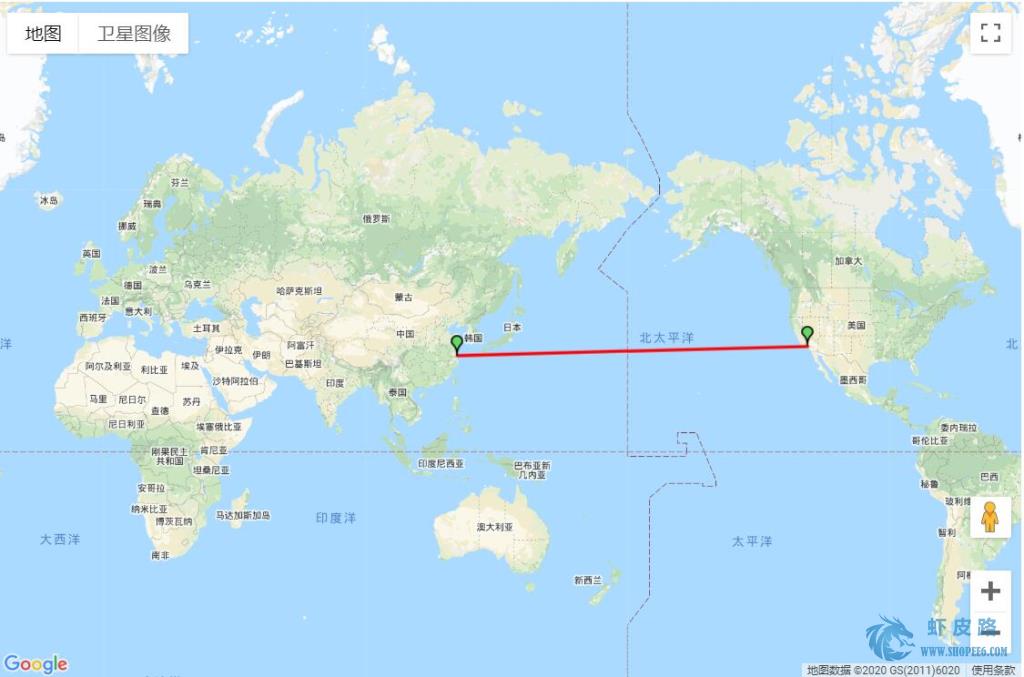 地图 卫星图像
冰岛
芬兰
瑞典
挪威
俄罗斯
英国
波兰
德国
乌克兰
法国
意大利
西班牙
哈萨克斯坦
蒙古
加拿大
土耳其
中国
韩国
日本
北太平洋
美国
伊拉克
伊朗
阿富汗
巴基斯坦
阿尔及利亚
利比亚
埃及
沙特阿拉伯
印度
墨西哥
马里
尼日尔
乍得
苏丹
泰国
尼日利亚
埃塞俄比亚
委内瑞拉
哥伦比亚
刚果民主
共和国
肯尼亚
坦桑尼亚
印度尼西亚
巴布亚新
几内亚
秘鲁
巴西
安哥拉
玻利维
纳米比亚
博茨瓦纳
马达加斯加岛
印度洋
澳大利亚
大西洋
太平洋
智利
南非
新西兰
阿根
虾皮路
WWW.SHOPEE6.COM
Google
地图数据 ©2020 GS(2011)6020 使用条款